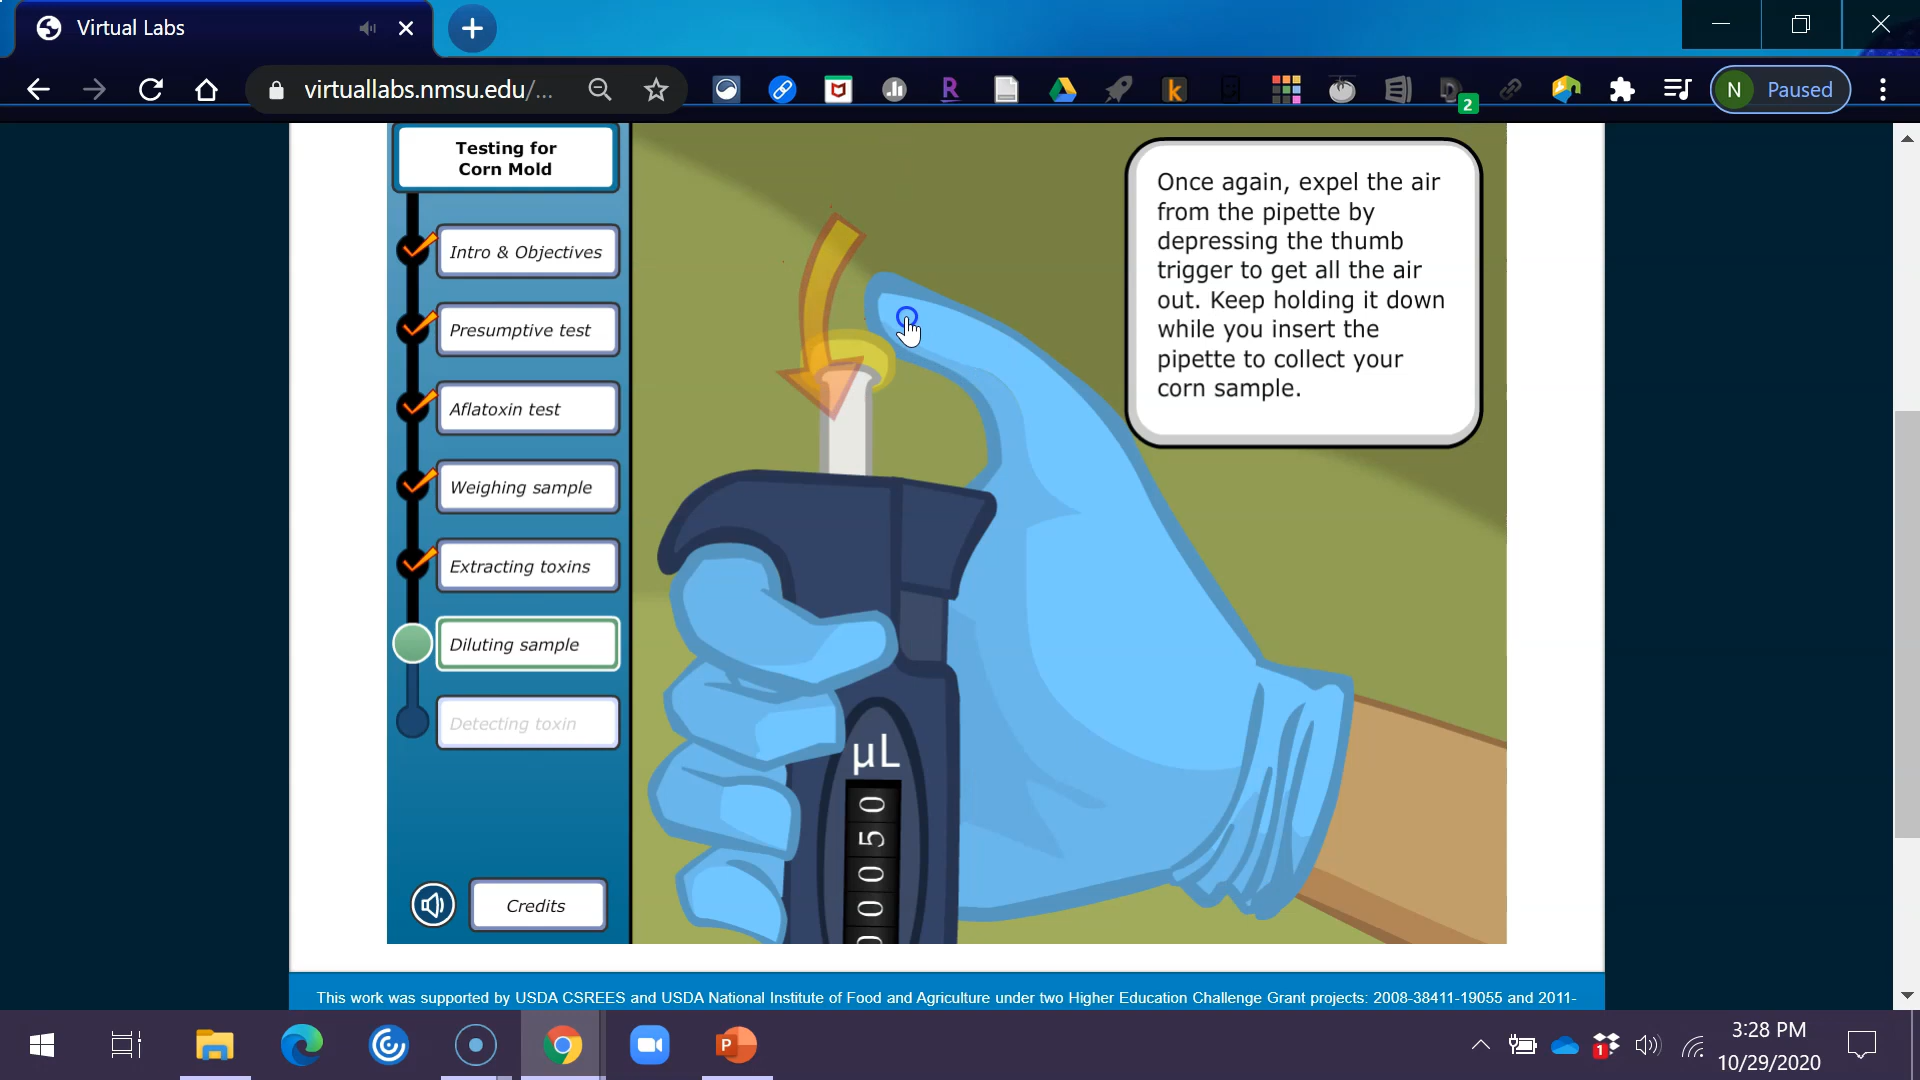 Virtual Labs
virtuallabs.nmsu.edu/...
R
k
D
2
N
Paused
Testing for
Corn Mold
Intro & Objectives
Presumptive test
Aflatoxin test
Weighing sample
Extracting toxins
Diluting sample
Detecting toxin
Credits
Once again, expel the air
from the pipette by
depressing the thumb
trigger to get all the air
out. Keep holding it down
while you insert the
pipette to collect your
corn sample.
µL
0
5
0
0
0
This work was supported by USDA CSREES and USDA National Institute of Food and Agriculture under two Higher Education Challenge Grant projects: 2008-38411-19055 and 2011-
P
1
3:28 PM
10/29/2020